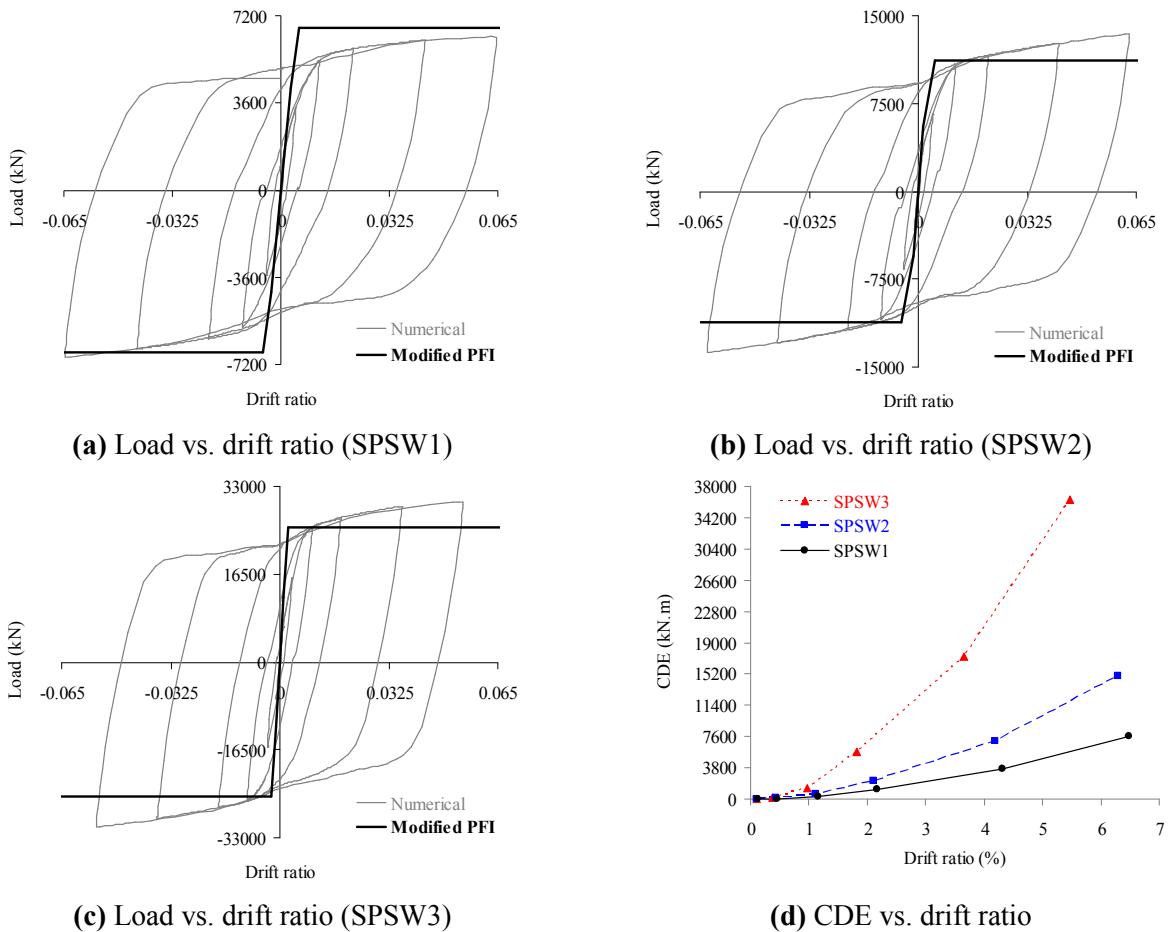 7200
3600
0
-0.065
-0.0325
0
0.0325
0.065
-3600
-7200
Load (kN)
Numerical
Modified PFI
Drift ratio
(a) Load vs. drift ratio (SPSW1)
15000
7500
0
-0.065
-0.0325
0
0.0325
0.065
-7500
-15000
Load (kN)
Numerical
Modified PFI
Drift ratio
(b) Load vs. drift ratio (SPSW2)
33000
16500
0
-0.065
-0.0325
0
0.0325
0.065
-16500
-33000
Load (kN)
Numerical
Modified PFI
Drift ratio
(c) Load vs. drift ratio (SPSW3)
38000
34200
30400
26600
22800
19000
15200
11400
7600
3800
0
CDE (kN.m)
SPSW3
SPSW2
SPSW1
0 1 2 3 4 5 6 7
Drift ratio (%)
(d) CDE vs. drift ratio